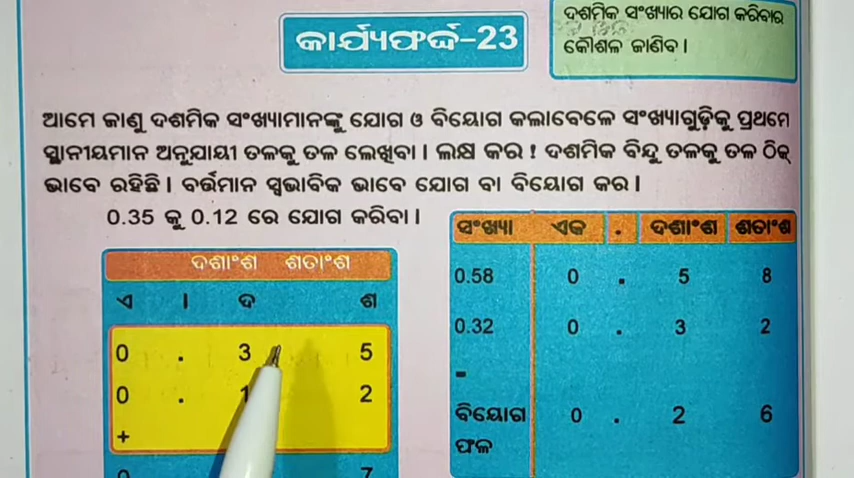 କାର୍ଯ୍ୟଫର୍ଦ୍ଦ-23
ଦଶମିକ ସଂଖ୍ୟାର ଯୋଗ କରିବାର
କୌଶଳ ଜାଣିବ ।
ଆମେ ଜାଣୁ ଦଶମିକ ସଂଖ୍ୟାମାନଙ୍କୁ ଯୋଗ ଓ ବିୟୋଗ କଲାବେଳେ ସଂଖ୍ୟାଗୁଡ଼ିକୁ ପ୍ରଥମେ
ସ୍ଥାନୀୟମାନ ଅନୁଯାୟୀ ତଳକୁ ତଳ ଲେଖିବା । ଲକ୍ଷ କର ! ଦଶମିକ ବିନ୍ଦୁ ତଳକୁ ତଳ ଠିକ୍
ଭାବେ ରହିଛି । ବର୍ତ୍ତମାନ ସ୍ୱଭାବିକ ଭାବେ ଯୋଗ ବା ବିୟୋଗ କର ।
0.35 କୁ 0.12 ରେ ଯୋଗ କରିବା ।
ଦଶାଂଶ ଶତାଂଶ
ଏ । ଦ ଶ
0 . 3 5
0 . 1 2
+
0 7
ସଂଖ୍ୟା ଏକ . ଦଶାଂଶ ଶତାଂଶ
0.58 0 . 5 8
0.32 0 . 3 2
-
ବିୟୋଗ 0 . 2 6
ଫଳ